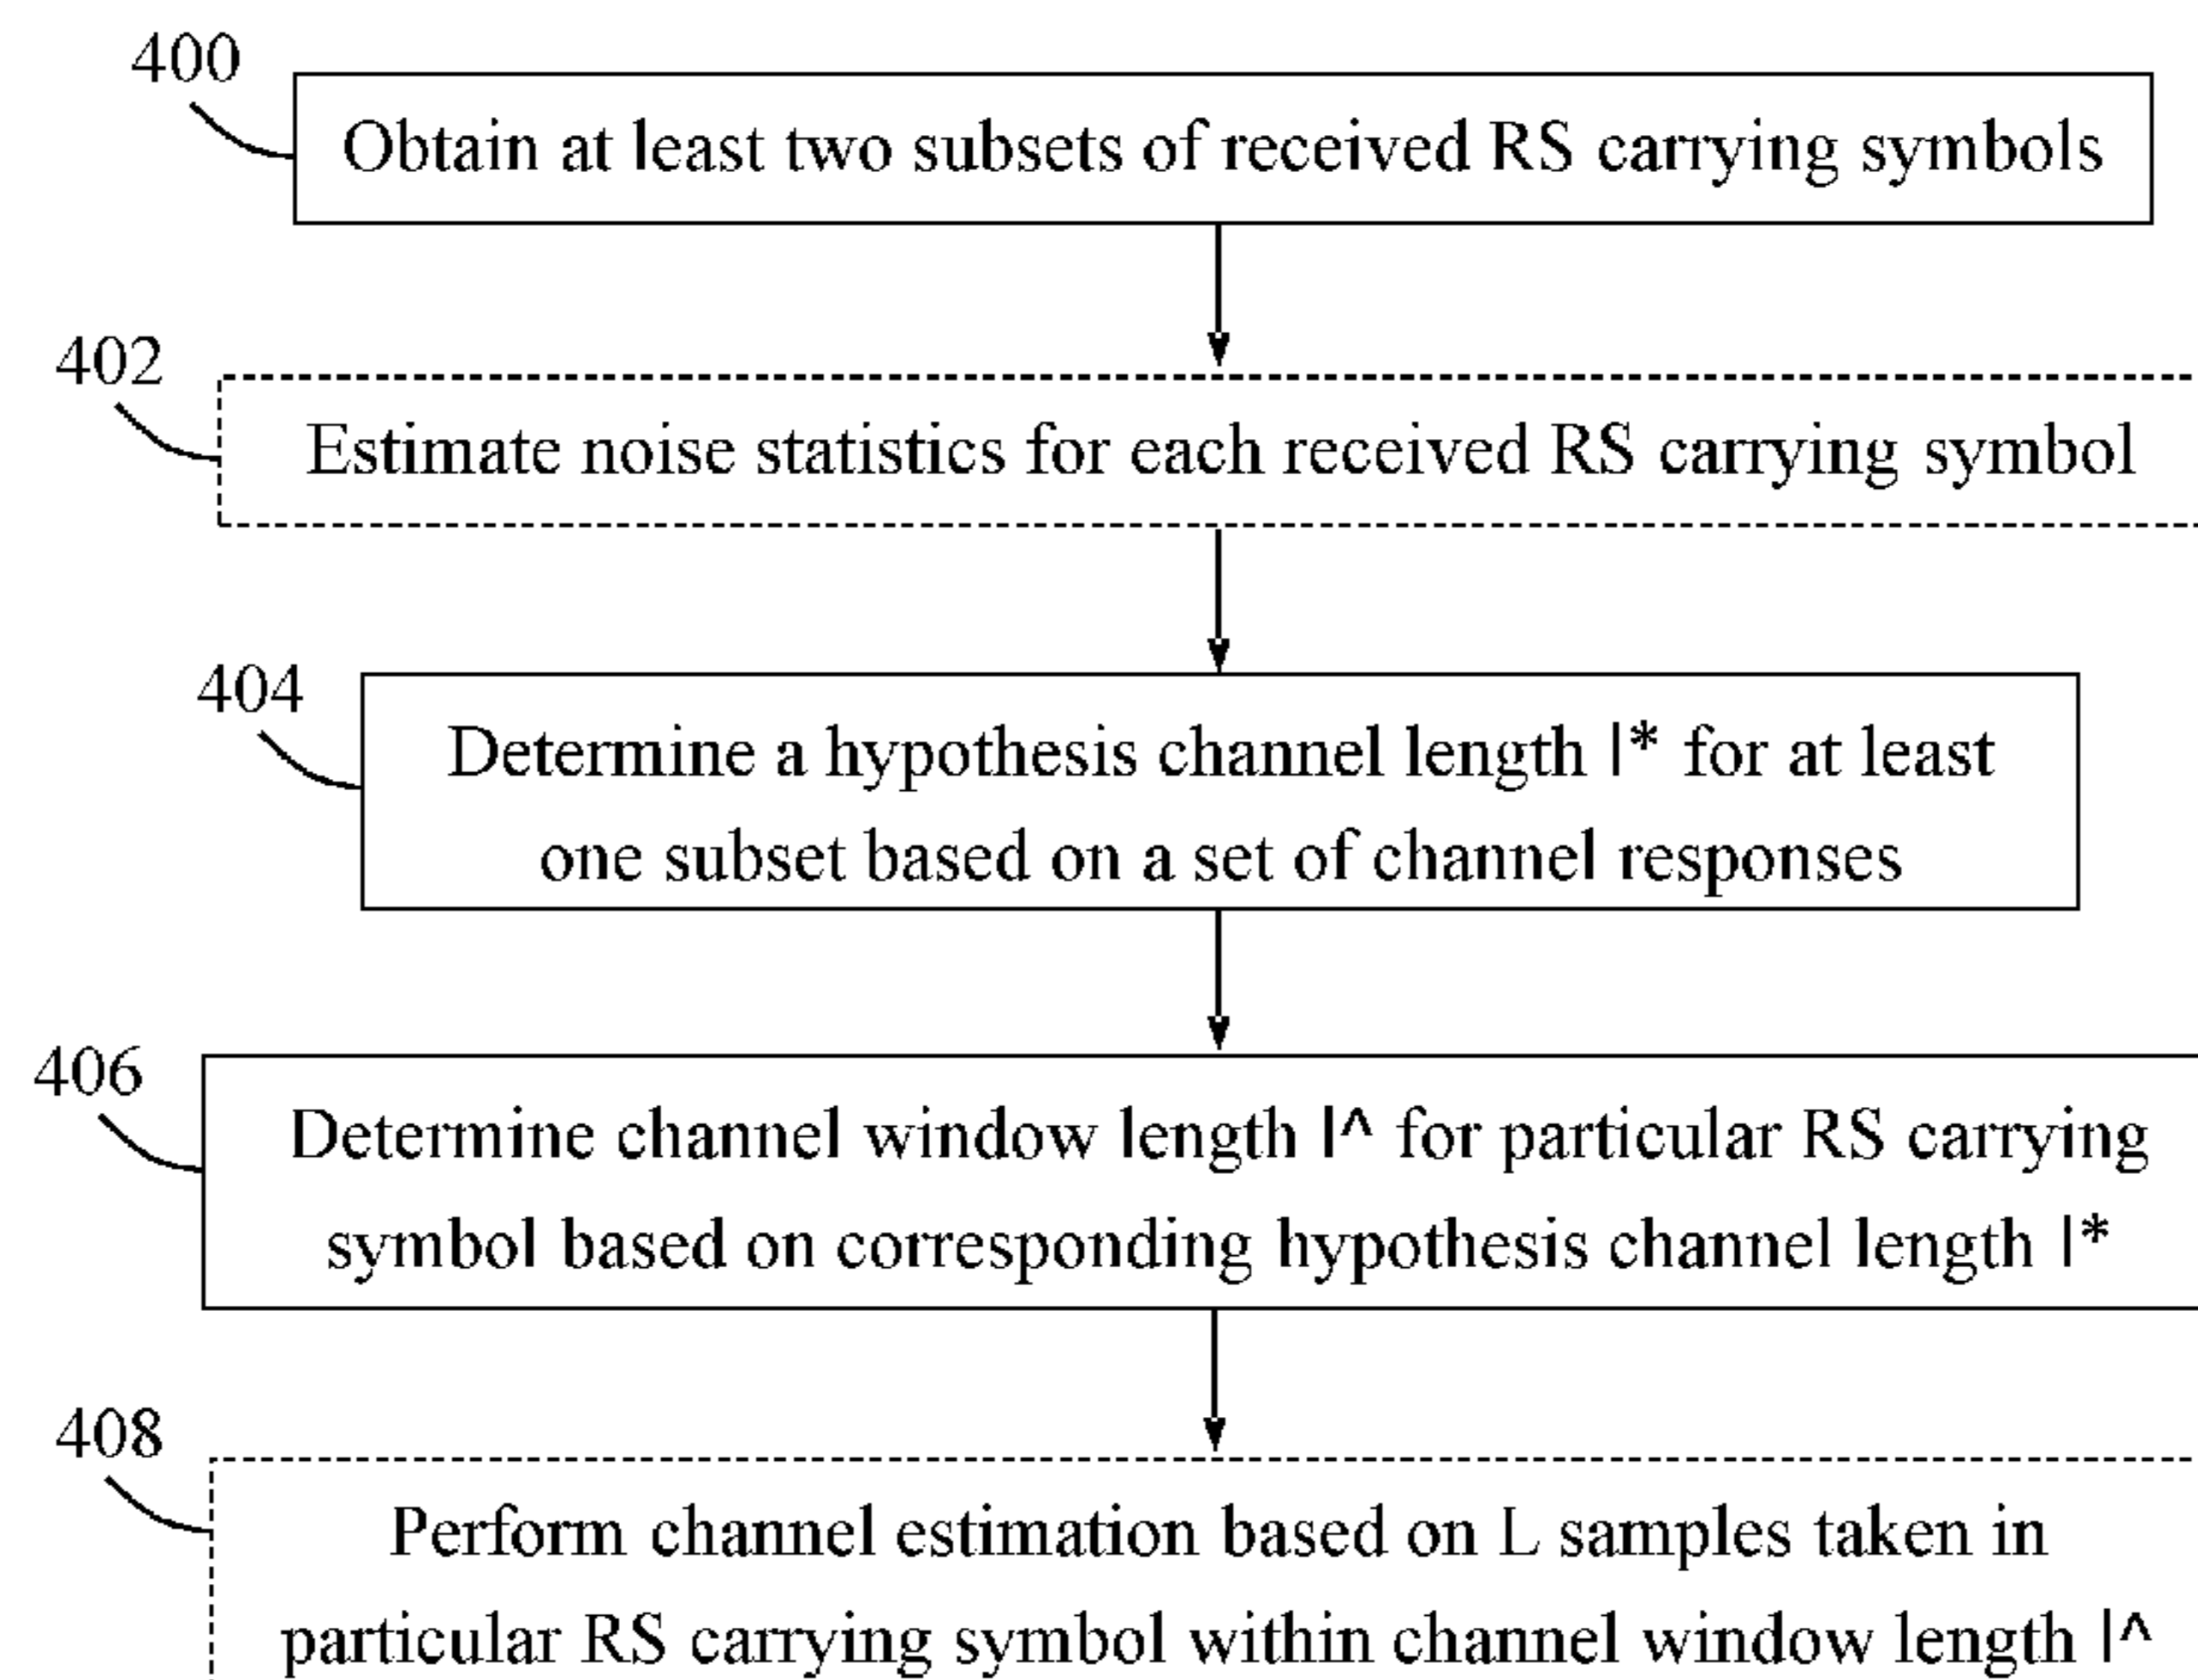 400
Obtain at least two subsets of received RS carrying symbols
402
Estimate noise statistics for each received RS carrying symbol
404
Determine a hypothesis channel length l* for at least
one subset based on a set of channel responses
406
Determine channel window length l^ for particular RS carrying
symbol based on corresponding hypothesis channel length l*
408
Perform channel estimation based on L samples taken in
particular RS carrying symbol within channel window length l^